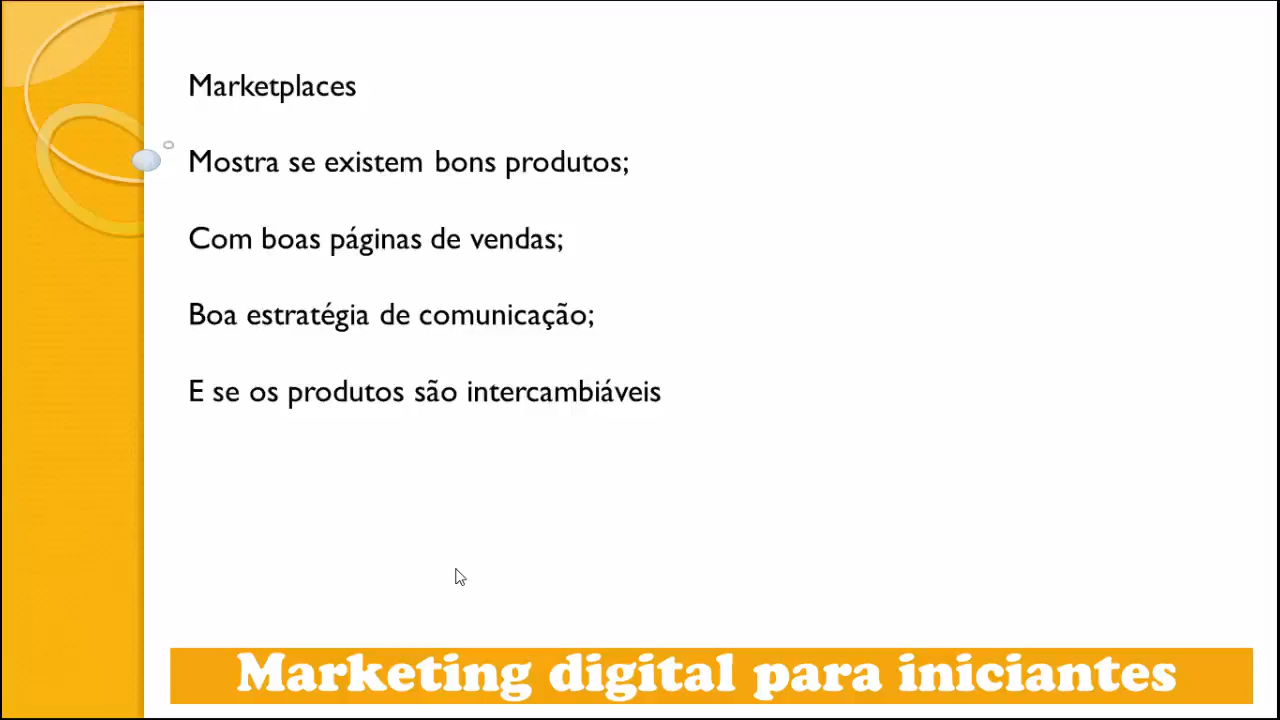 Marketplaces
Mostra se existem bons produtos;
Com boas páginas de vendas;
Boa estratégia de comunicação;
E se os produtos são intercambiáveis
Marketing digital para iniciantes